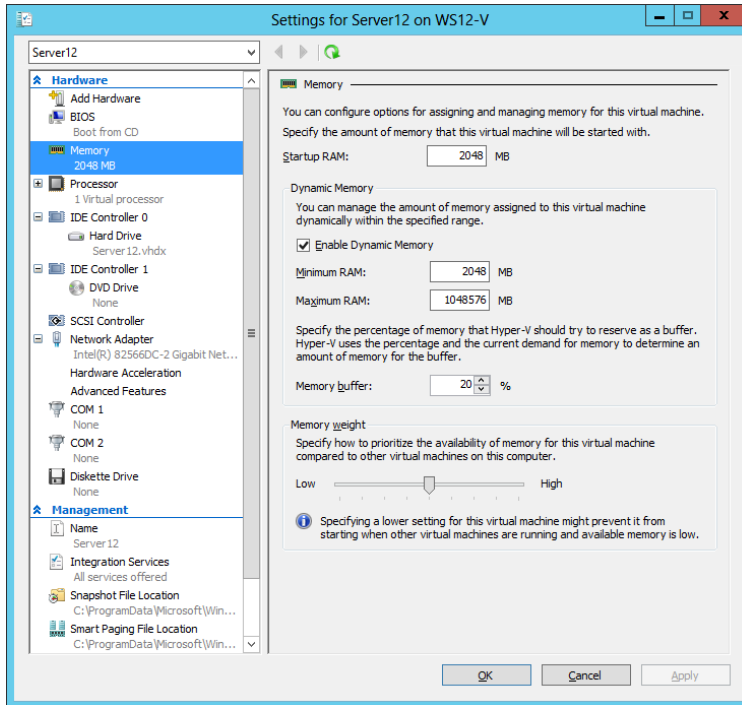 Settings for Server12 on WS12-V
Server12
Hardware
Add Hardware
BIOS
Boot from CD
Memory
2048 MB
Processor
1 Virtual processor
IDE Controller 0
Hard Drive
Server12.vhdx
IDE Controller 1
DVD Drive
None
SCSI Controller
Network Adapter
Intel(R) 82566DC-2 Gigabit Net...
Hardware Acceleration
Advanced Features
COM 1
None
COM 2
None
Diskette Drive
None
Management
Name
Server12
Integration Services
All services offered
Snapshot File Location
C:\ProgramData\Microsoft\Win...
Smart Paging File Location
C:\ProgramData\Microsoft\Win...
Memory
You can configure options for assigning and managing memory for this virtual machine.
Specify the amount of memory that this virtual machine will be started with.
Startup RAM: 2048 MB
Dynamic Memory
You can manage the amount of memory assigned to this virtual machine
dynamically within the specified range.
Enable Dynamic Memory
Minimum RAM: 2048 MB
Maximum RAM: 1048576 MB
Specify the percentage of memory that Hyper-V should try to reserve as a buffer.
Hyper-V uses the percentage and the current demand for memory to determine an
amount of memory for the buffer.
Memory buffer: 20 %
Memory weight
Specify how to prioritize the availability of memory for this virtual machine
compared to other virtual machines on this computer.
Low High
Specifying a lower setting for this virtual machine might prevent it from
starting when other virtual machines are running and available memory is low.
OK Cancel Apply